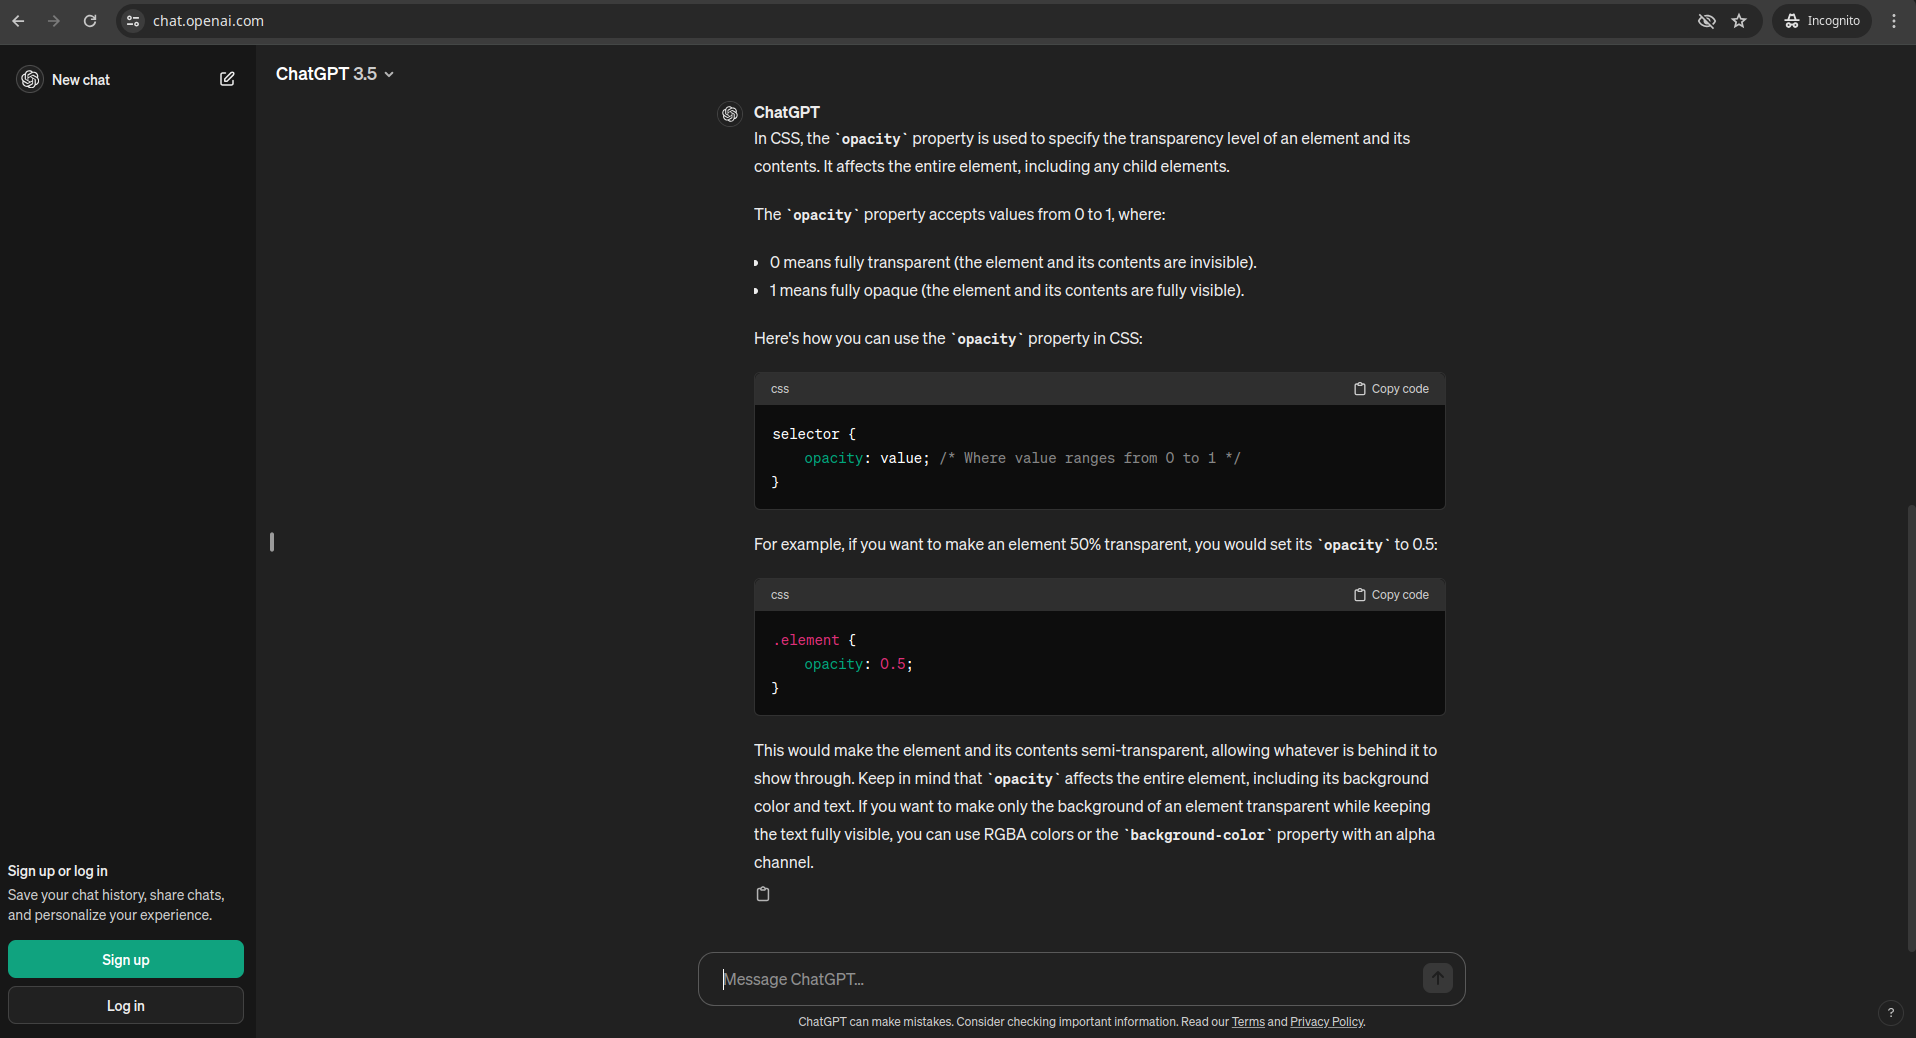 chat.openai.com
Incognito
New chat
ChatGPT 3.5
ChatGPT
In CSS, the `opacity` property is used to specify the transparency level of an element and its
contents. It affects the entire element, including any child elements.
The `opacity` property accepts values from 0 to 1, where:
• 0 means fully transparent (the element and its contents are invisible).
• 1 means fully opaque (the element and its contents are fully visible).
Here's how you can use the `opacity` property in CSS:
css
Copy code
selector {
    opacity: value; /* Where value ranges from 0 to 1 */
}
For example, if you want to make an element 50% transparent, you would set its `opacity` to 0.5:
css
Copy code
.element {
    opacity: 0.5;
}
This would make the element and its contents semi-transparent, allowing whatever is behind it to
show through. Keep in mind that `opacity` affects the entire element, including its background
color and text. If you want to make only the background of an element transparent while keeping
the text fully visible, you can use RGBA colors or the `background-color` property with an alpha
channel.
Sign up or log in
Save your chat history, share chats,
and personalize your experience.
Sign up
Log in
Message ChatGPT...
ChatGPT can make mistakes. Consider checking important information. Read our Terms and Privacy Policy.
?